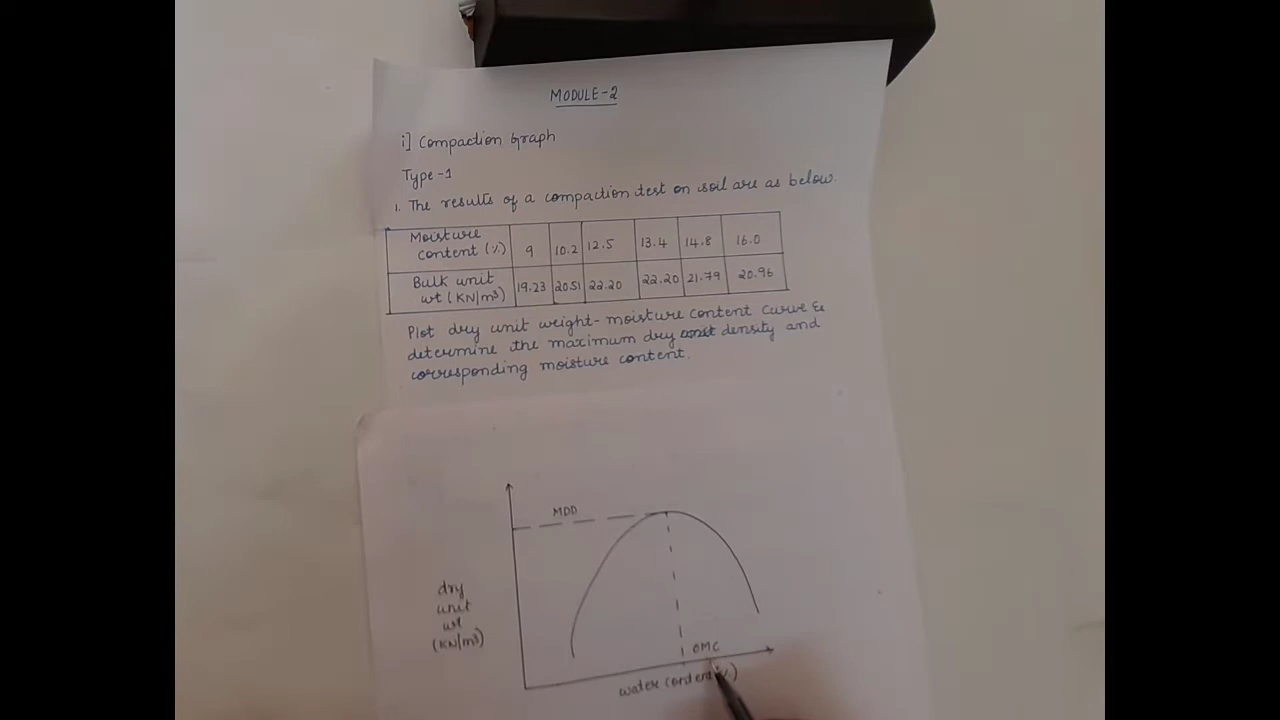 MODULE-2
i] Compaction Graph
Type-1
1. The results of a compaction test on soil are as below.
Moisture content (%) 9 10.2 12.5 13.4 14.8 16.0
Bulk unit wt (KN/m³) 19.23 20.51 22.20 22.20 21.79 20.96
Plot dry unit weight-moisture content curve &
determine the maximum dry density and
corresponding moisture content.
MDD
dry
unit
wt
(KN/m³)
OMC
water content(%)